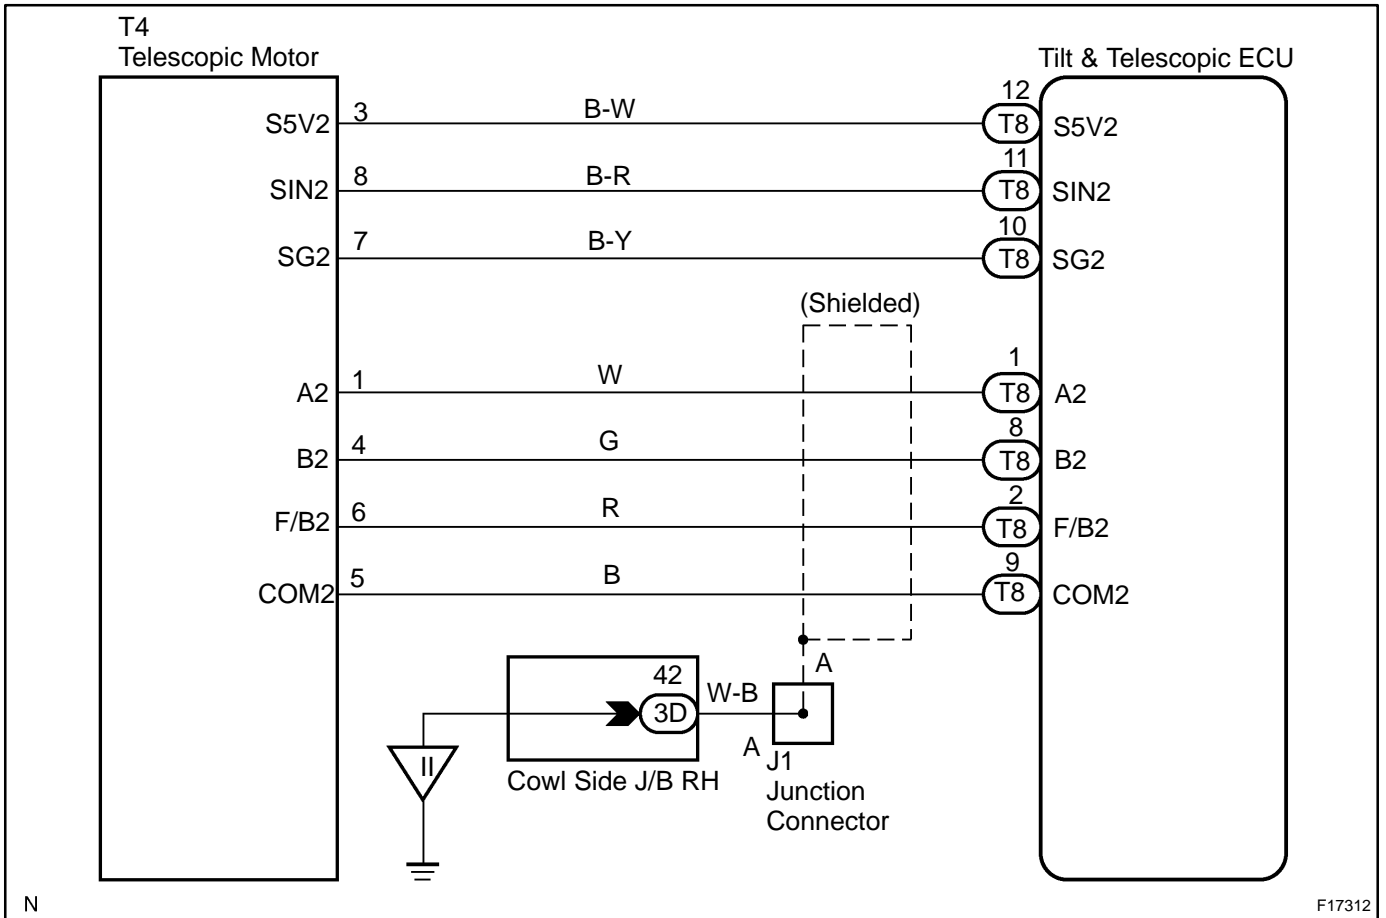 T4
Telescopic Motor
Tilt & Telescopic ECU
S5V2 3 B-W 12 T8 S5V2
SIN2 8 B-R 11 T8 SIN2
SG2 7 B-Y 10 T8 SG2
(Shielded)
A2 1 W 1 T8 A2
B2 4 G 8 T8 B2
F/B2 6 R 2 T8 F/B2
COM2 5 B 9 T8 COM2
A
42
3D
W-B
A
II
Cowl Side J/B RH
J1
Junction
Connector
N
F17312